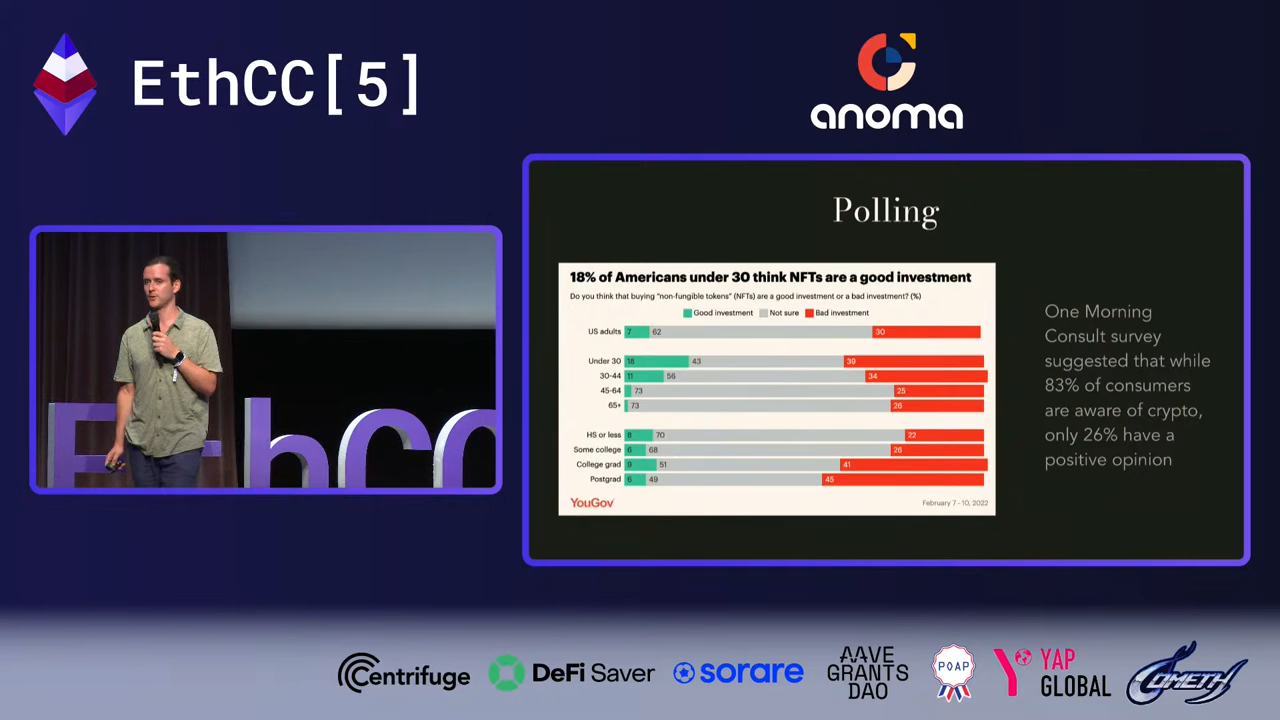 EthCC[5]
anoma
Polling
18% of Americans under 30 think NFTs are a good investment
Do you think that buying "non-fungible tokens" (NFTs) are a good investment or a bad investment? (%)
Good investment Not sure Bad investment
US adults 7 62 30
Under 30 18 43 39
30-44 11 56 34
45-64 73 25
65+ 73 26
HS or less 8 70 22
Some college 6 68 26
College grad 9 51 41
Postgrad 6 49 45
YouGov
February 7 - 10, 2022
One Morning
Consult survey
suggested that while
83% of consumers
are aware of crypto,
only 26% have a
positive opinion
EthCC
Centrifuge
DeFi Saver
sorare
AAVE
GRANTS
DAO
POAP
YAP
GLOBAL
COMETH